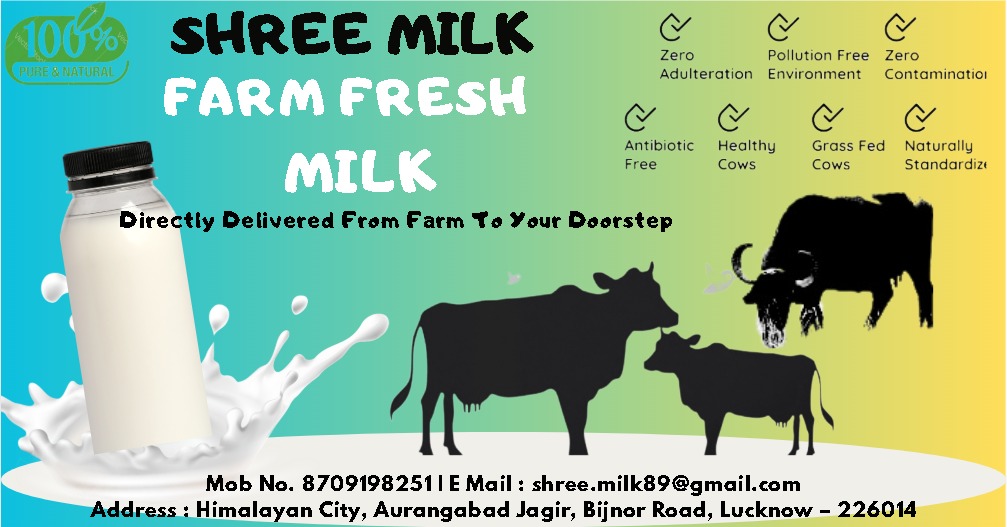 100%
PURE & NATURAL
SHREE MILK
FARM FRESH
MILK
Directly Delivered From Farm To Your Doorstep
Zero
Adulteration
Pollution Free
Environment
Zero
Contamination
Antibiotic
Free
Healthy
Cows
Grass Fed
Cows
Naturally
Standardize
Mob No. 8709198251 | E Mail : shree.milk89@gmail.com
Address : Himalayan City, Aurangabad Jagir, Bijnor Road, Lucknow – 226014